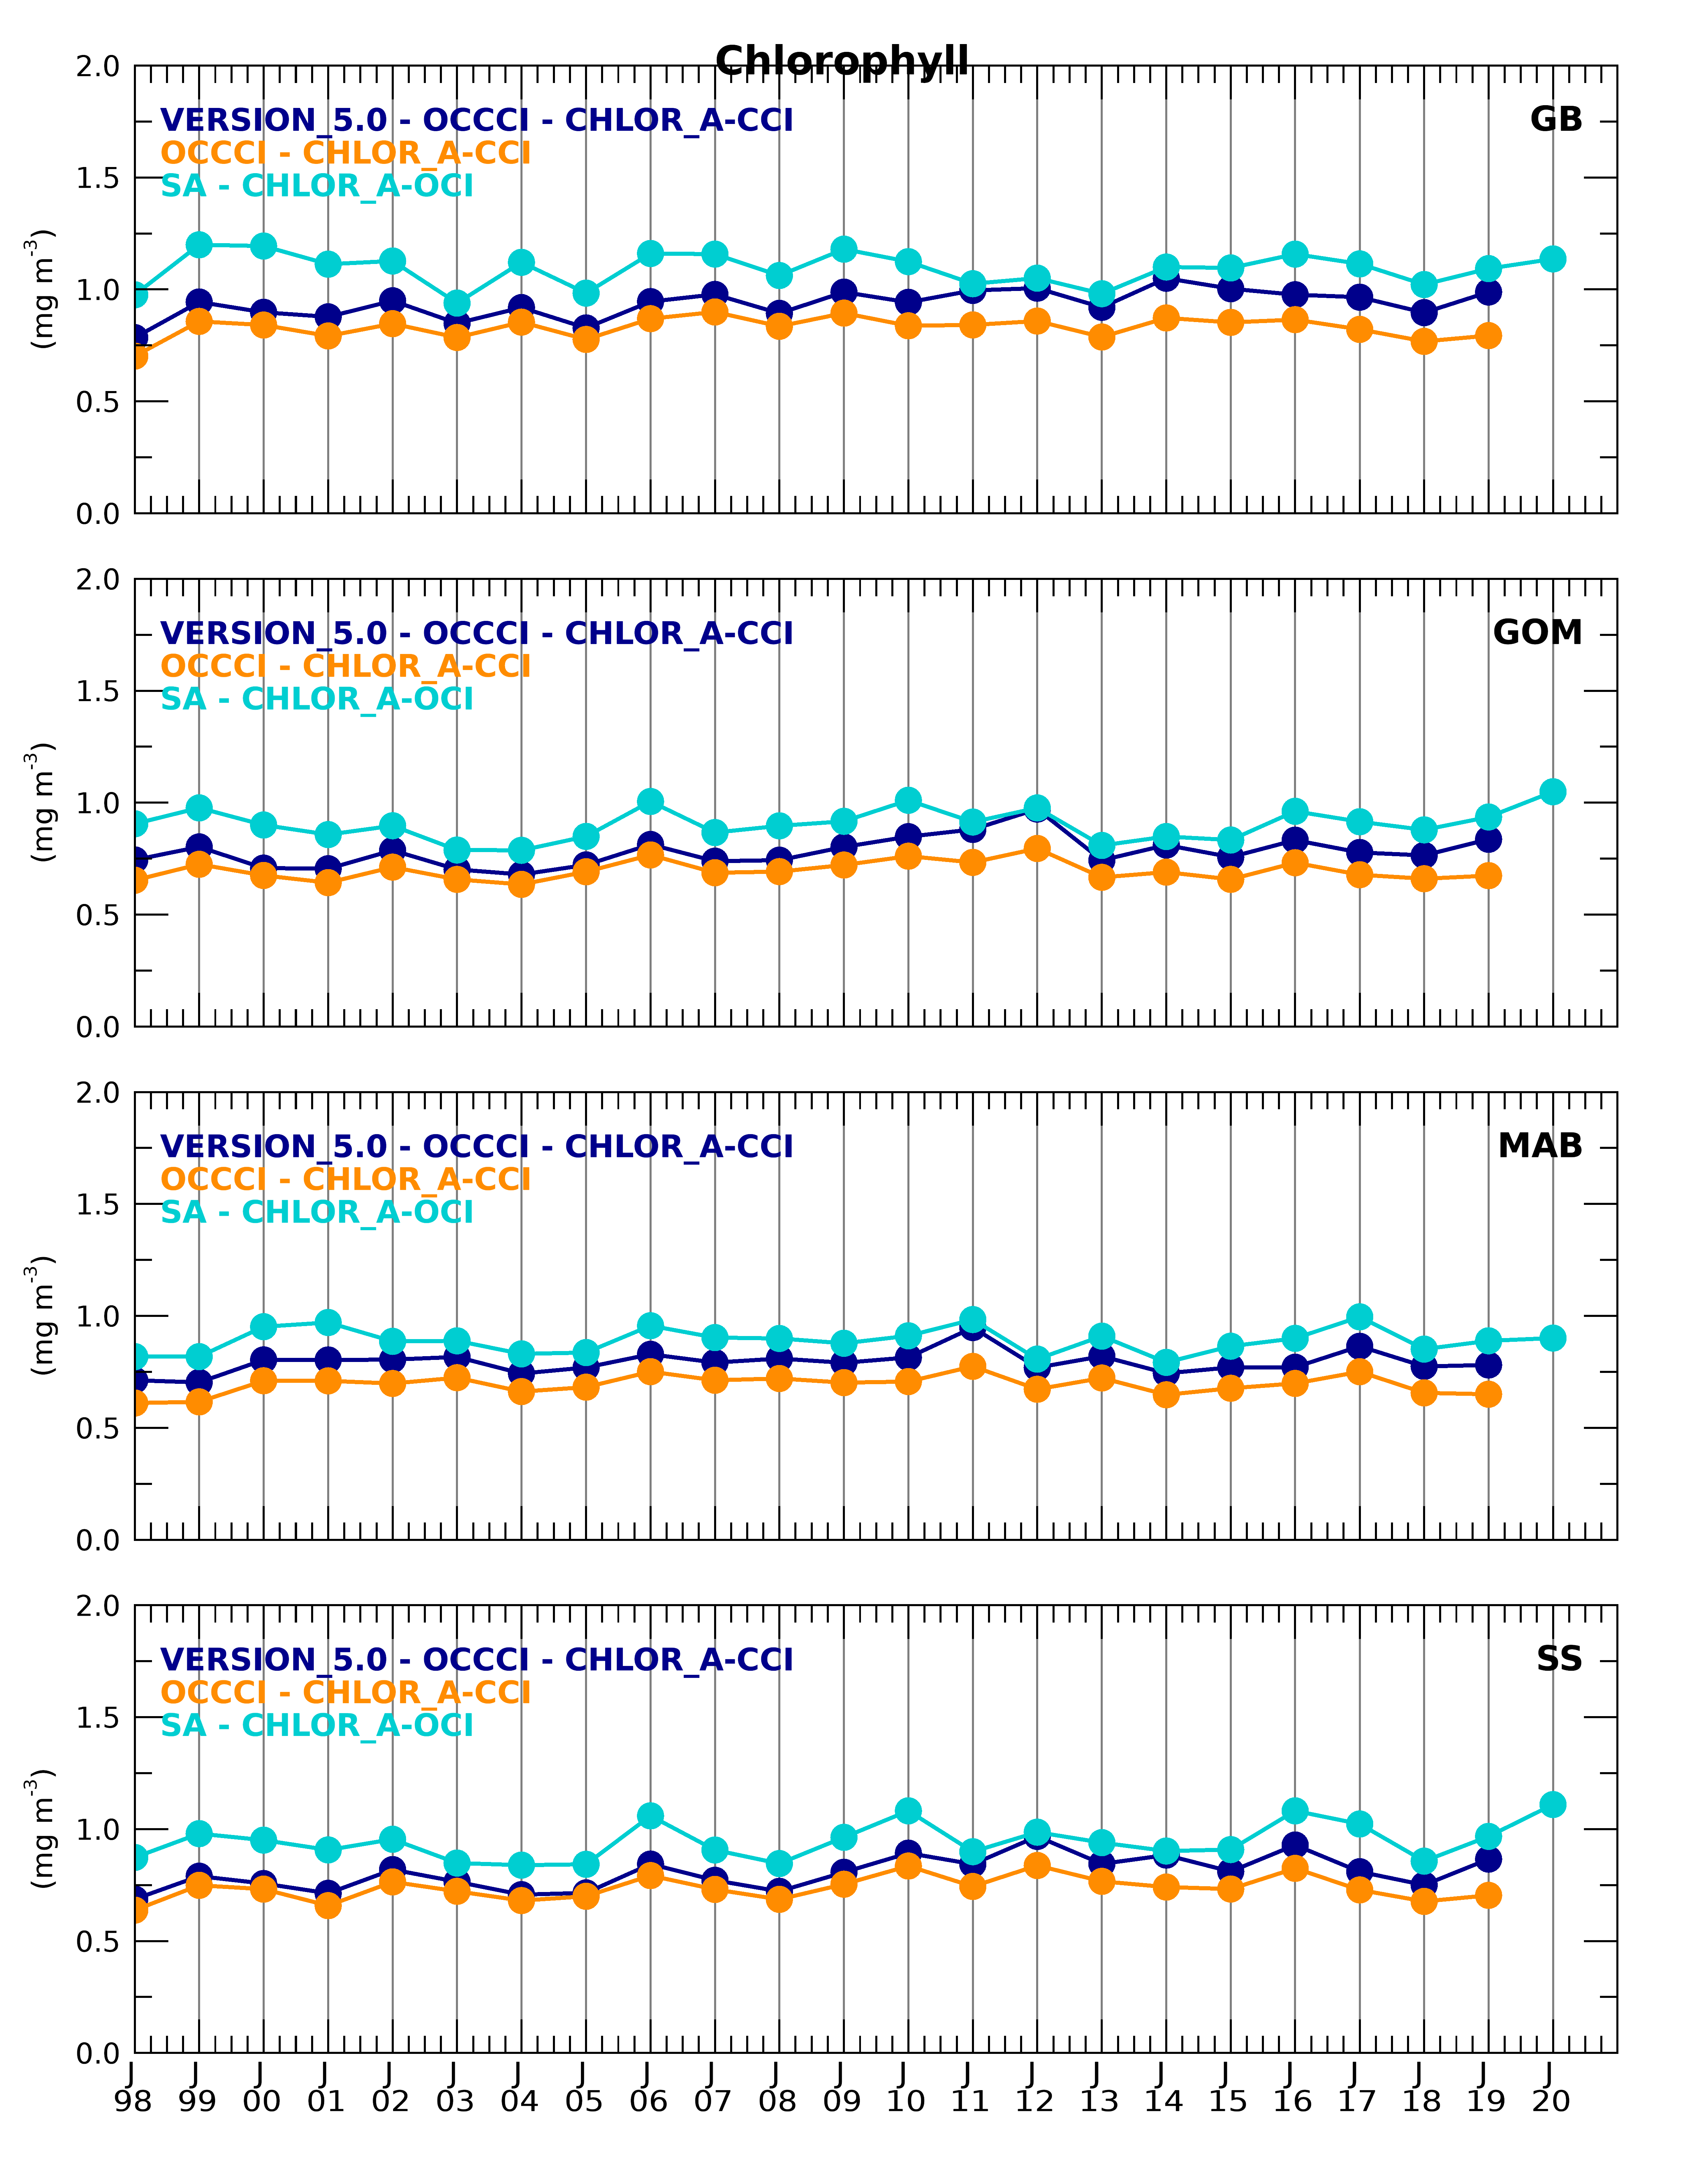 Chlorophyll
2.0
VERSION_5.0 - OCCCI - CHLOR_A-CCI
GB
OCCCI - CHLOR_A-CCI
1.5
SA - CHLOR_A-OCI
(mg m-3)
1.0
0.5
0.0
2.0
VERSION_5.0 - OCCCI - CHLOR_A-CCI
GOM
OCCCI - CHLOR_A-CCI
1.5
SA - CHLOR_A-OCI
(mg m-3)
1.0
0.5
0.0
2.0
VERSION_5.0 - OCCCI - CHLOR_A-CCI
MAB
OCCCI - CHLOR_A-CCI
1.5
SA - CHLOR_A-OCI
(mg m-3)
1.0
0.5
0.0
2.0
VERSION_5.0 - OCCCI - CHLOR_A-CCI
SS
OCCCI - CHLOR_A-CCI
1.5
SA - CHLOR_A-OCI
(mg m-3)
1.0
0.5
0.0
J J J J J J J J J J J J J J J J J J J J J J J
98 99 00 01 02 03 04 05 06 07 08 09 10 11 12 13 14 15 16 17 18 19 20